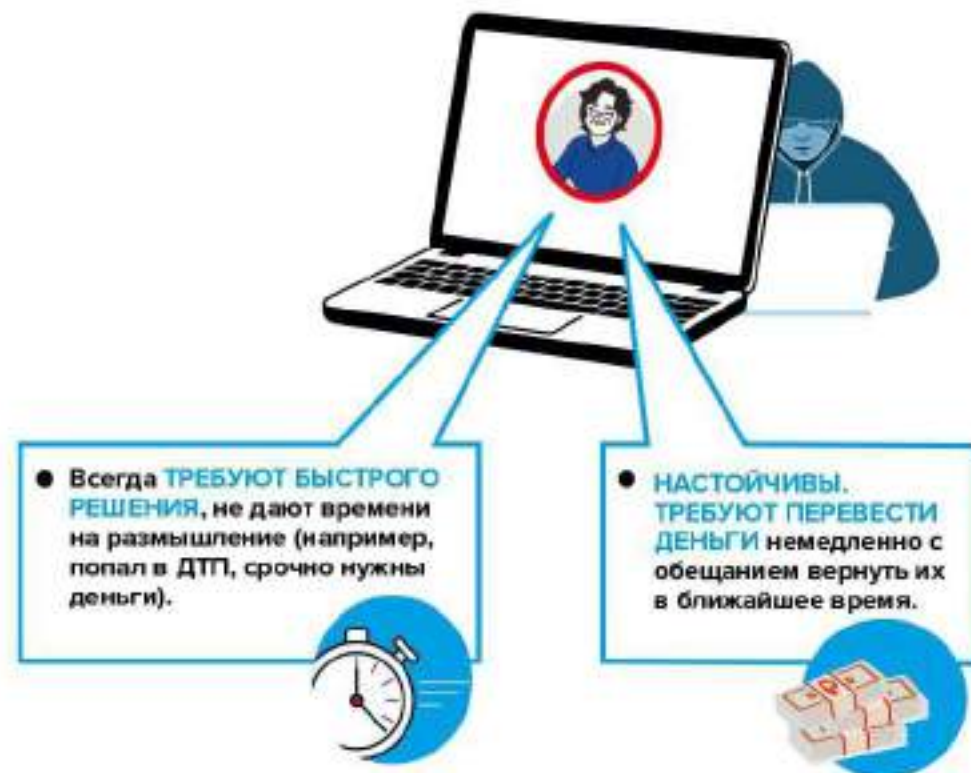 Всегда ТРЕБУЮТ БЫСТРОГО
РЕШЕНИЯ, не дают времени
на размышление (например,
попал в ДТП, срочно нужны
деньги).
НАСТОЙЧИВЫ.
ТРЕБУЮТ ПЕРЕВЕСТИ
ДЕНЬГИ немедленно с
обещанием вернуть их
в ближайшее время.